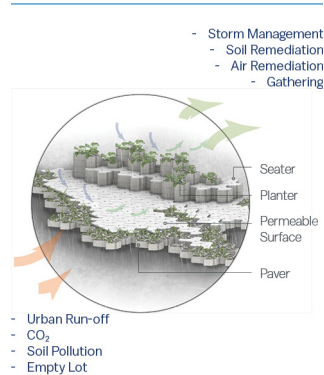 - Storm Management
- Soil Remediation
- Air Remediation
- Gathering
Seater
Planter
Permeable
Surface
Paver
- Urban Run-off
- CO₂
- Soil Pollution
- Empty Lot